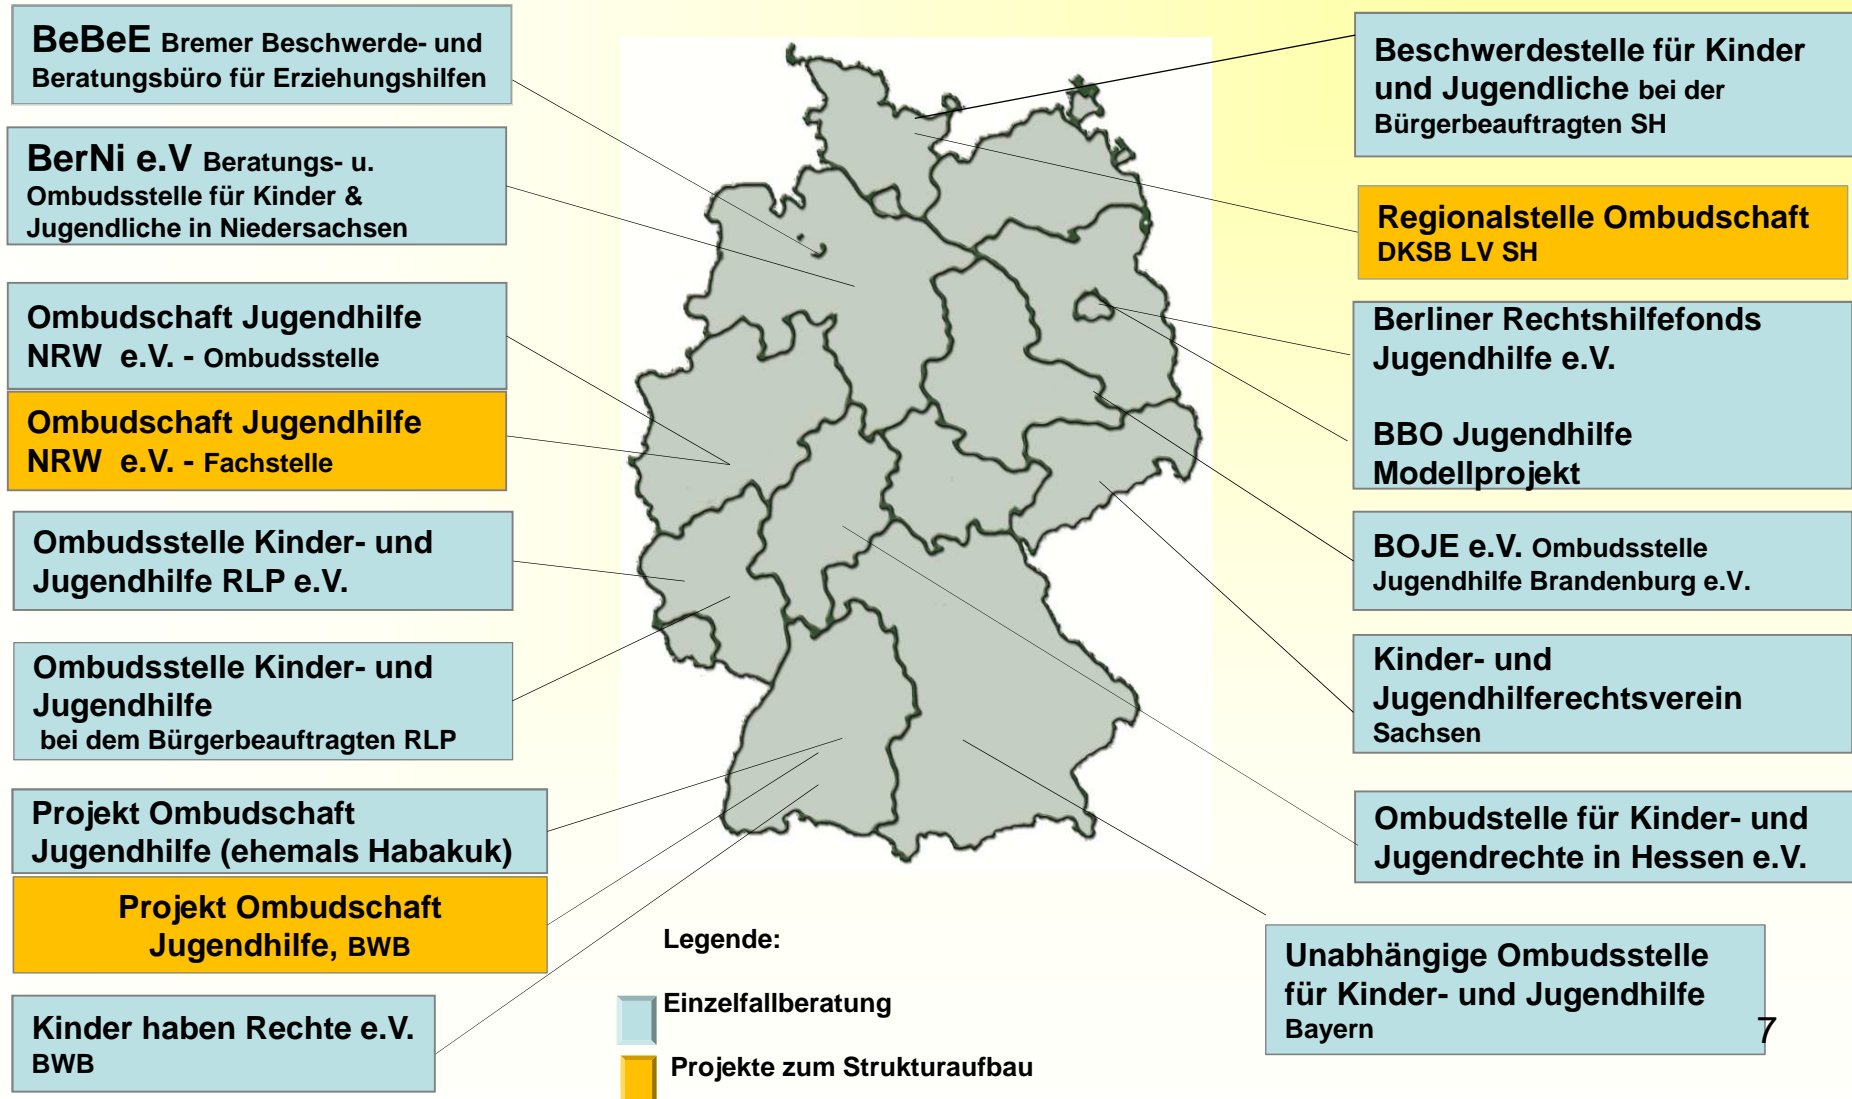 BeBeE Bremer Beschwerde- und
Beratungsbüro für Erziehungshilfen
BerNi e.V Beratungs- u.
Ombudsstelle für Kinder &
Jugendliche in Niedersachsen
Ombudschaft Jugendhilfe
NRW e.V. - Ombudsstelle
Ombudschaft Jugendhilfe
NRW e.V. - Fachstelle
Ombudsstelle Kinder- und
Jugendhilfe RLP e.V.
Ombudsstelle Kinder- und
Jugendhilfe
bei dem Bürgerbeauftragten RLP
Projekt Ombudschaft
Jugendhilfe (ehemals Habakuk)
Projekt Ombudschaft
Jugendhilfe, BWB
Kinder haben Rechte e.V.
BWB
Legende:
Einzelfallberatung
Projekte zum Strukturaufbau
Beschwerdestelle für Kinder
und Jugendliche bei der
Bürgerbeauftragten SH
Regionalstelle Ombudschaft
DKSB LV SH
Berliner Rechtshilfefonds
Jugendhilfe e.V.
BBO Jugendhilfe
Modellprojekt
BOJE e.V. Ombudsstelle
Jugendhilfe Brandenburg e.V.
Kinder- und
Jugendhilferechtsverein
Sachsen
Ombudstelle für Kinder- und
Jugendrechte in Hessen e.V.
Unabhängige Ombudsstelle
für Kinder- und Jugendhilfe
Bayern
7